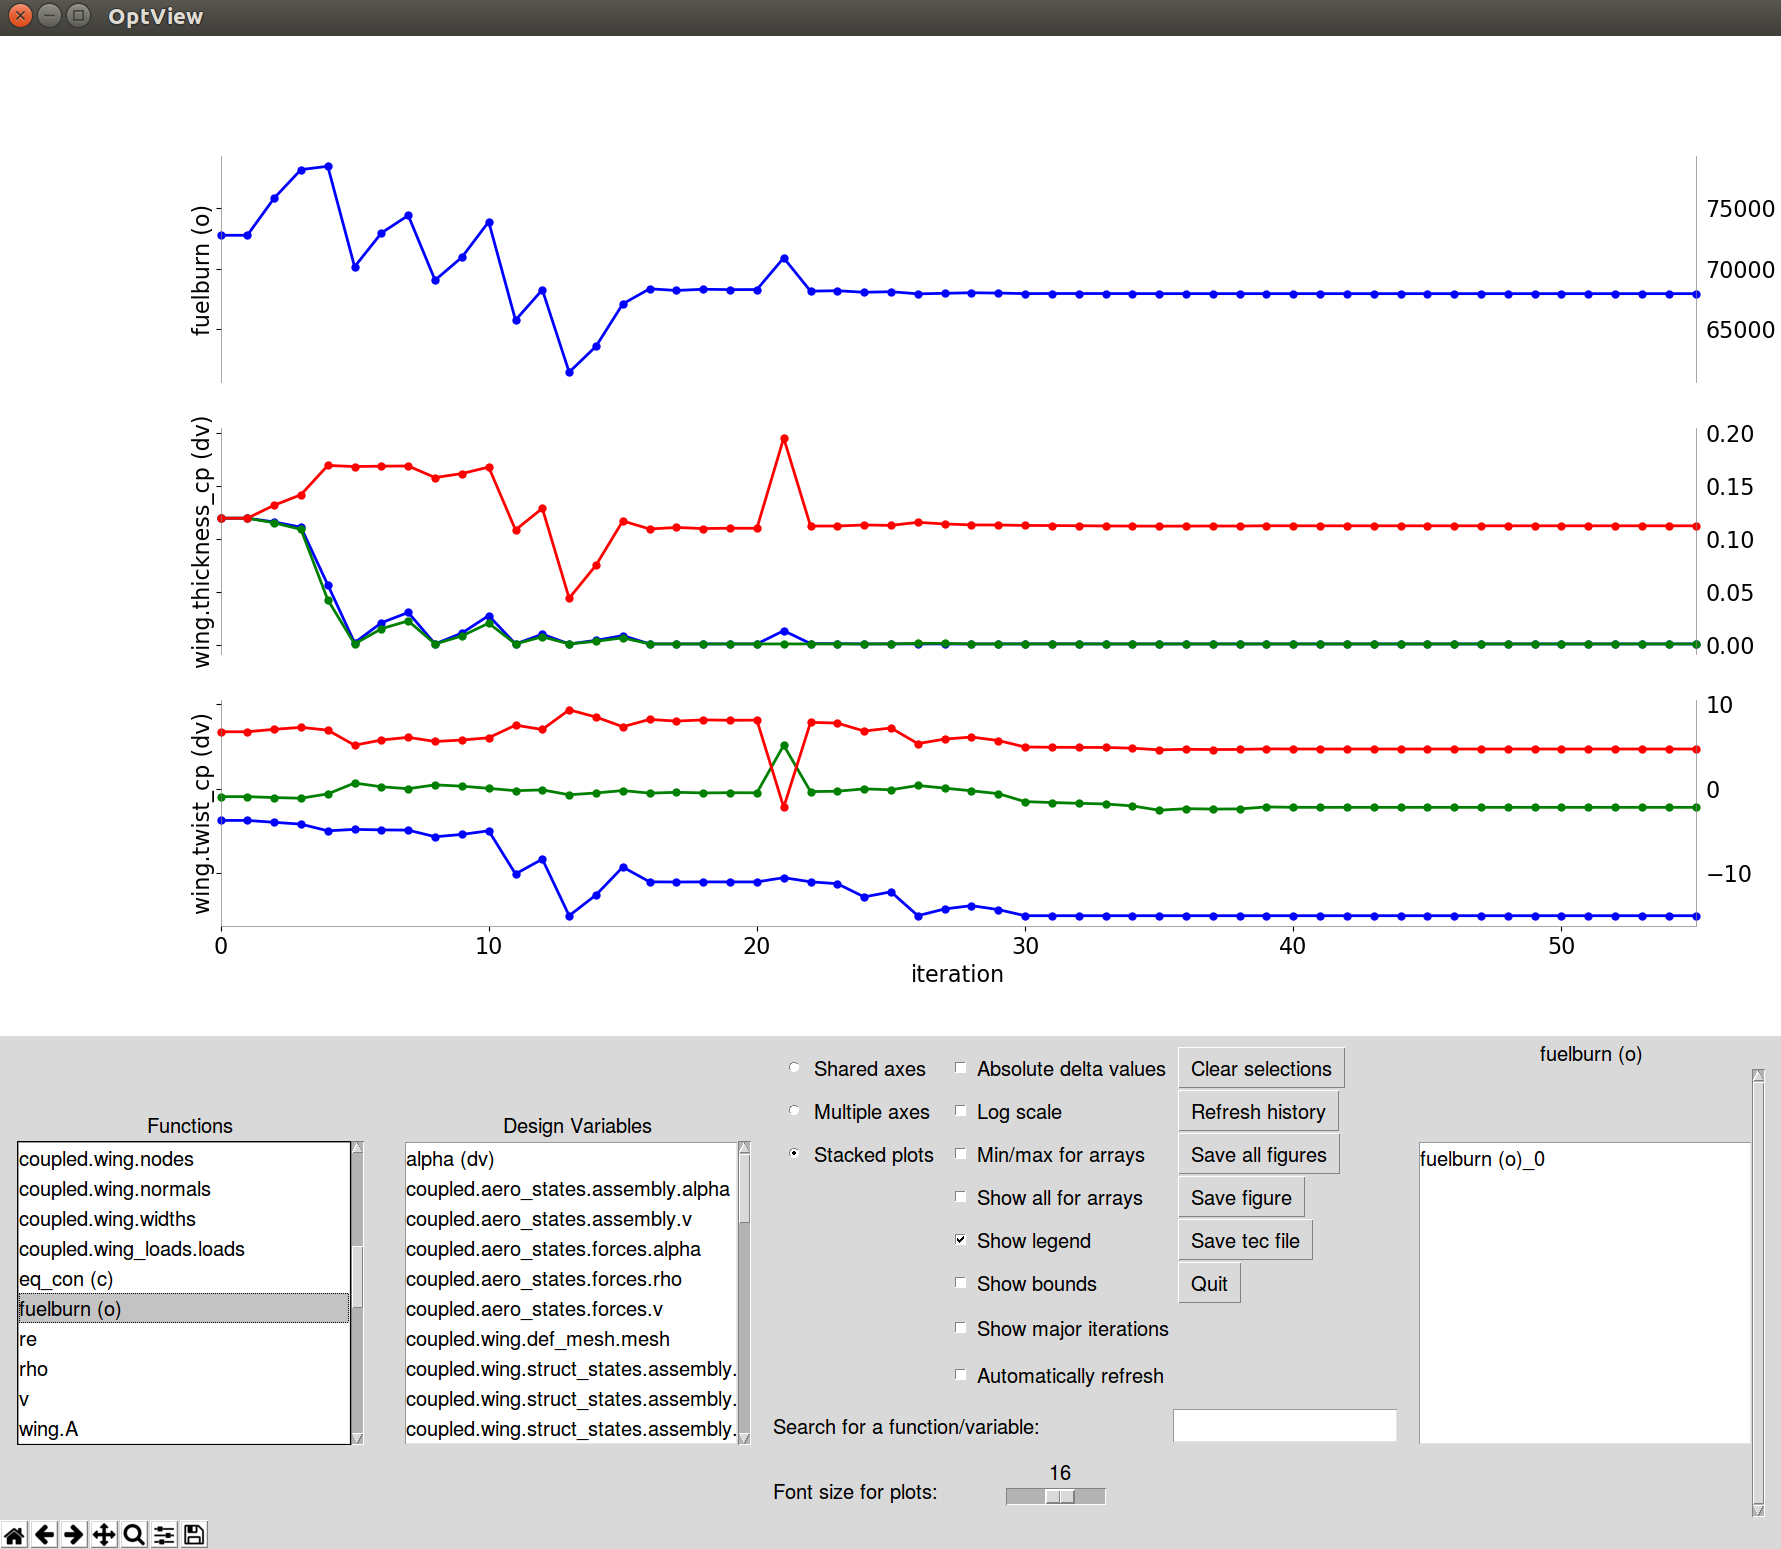 OptView
fuelburn (o)
75000
70000
65000
wing.thickness_cp (dv)
0.20
0.15
0.10
0.05
0.00
wing.twist_cp (dv)
10
0
−10
0 10 20 30 40 50
iteration
Functions
coupled.wing.nodes
coupled.wing.normals
coupled.wing.widths
coupled.wing_loads.loads
eq_con (c)
fuelburn (o)
re
rho
v
wing.A
Design Variables
alpha (dv)
coupled.aero_states.assembly.alpha
coupled.aero_states.assembly.v
coupled.aero_states.forces.alpha
coupled.aero_states.forces.rho
coupled.aero_states.forces.v
coupled.wing.def_mesh.mesh
coupled.wing.struct_states.assembly.
coupled.wing.struct_states.assembly.
coupled.wing.struct_states.assembly.
Shared axes
Multiple axes
Stacked plots
Absolute delta values
Log scale
Min/max for arrays
Show all for arrays
Show legend
Show bounds
Show major iterations
Automatically refresh
Clear selections
Refresh history
Save all figures
Save figure
Save tec file
Quit
Search for a function/variable:
16
Font size for plots:
fuelburn (o)
fuelburn (o)_0